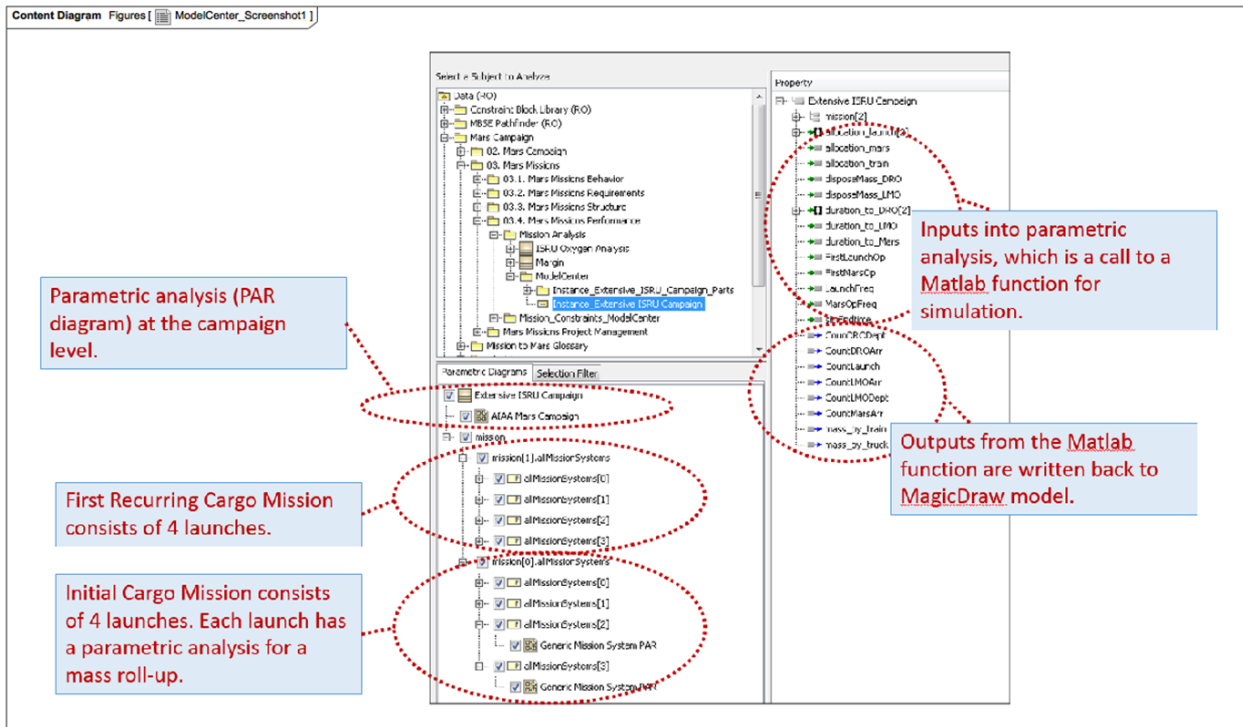 Content Diagram Figures [ ModelCenter_Screenshot1 ]
Select a Subject to Analyze
Data (RO)
Constraint Block Library (RO)
MBSE Pathfinder (RO)
Mars Campaign
02. Mars Campaign
03. Mars Missions
03.1. Mars Missions Behavior
03.2. Mars Missions Requirements
03.3. Mars Missions Structure
03.4. Mars Missions Performance
Mission Analysis
ISRU Oxygen Analysis
Margin
ModelCenter
Instance_Extensive_ISRU_Campaign_Parts
Instance_Extensive ISRU Campaign
Mission_Constraints_ModelCenter
Mars Missions Project Management
Mission to Mars Glossary
Parametric Diagrams
Selection Filter
Extensive ISRU Campaign
AIAA Mars Campaign
mission
mission[1].allMissionSystems
allMissionSystems[0]
allMissionSystems[1]
allMissionSystems[2]
allMissionSystems[3]
mission[0].allMissionSystems
allMissionSystems[0]
allMissionSystems[1]
allMissionSystems[2]
Generic Mission System PAR
allMissionSystems[3]
Generic Mission System PAR
Property
Extensive ISRU Campaign
mission[2]
allocation_launch[2]
allocation_mars
allocation_train
disposeMass_DRO
disposeMass_LMO
duration_to_DRO[2]
duration_to_LMO
duration_to_Mars
FirstLaunchOp
FirstMarsOp
LaunchFreq
MarsOpFreq
CountDRODept
CountDROArr
CountLaunch
CountLMOArr
CountLMODept
CountMarsArr
mass_by_train
mass_by_truck
Parametric analysis (PAR
diagram) at the campaign
level.
First Recurring Cargo Mission
consists of 4 launches.
Initial Cargo Mission consists
of 4 launches. Each launch has
a parametric analysis for a
mass roll-up.
Inputs into parametric
analysis, which is a call to a
Matlab function for
simulation.
Outputs from the Matlab
function are written back to
MagicDraw model.